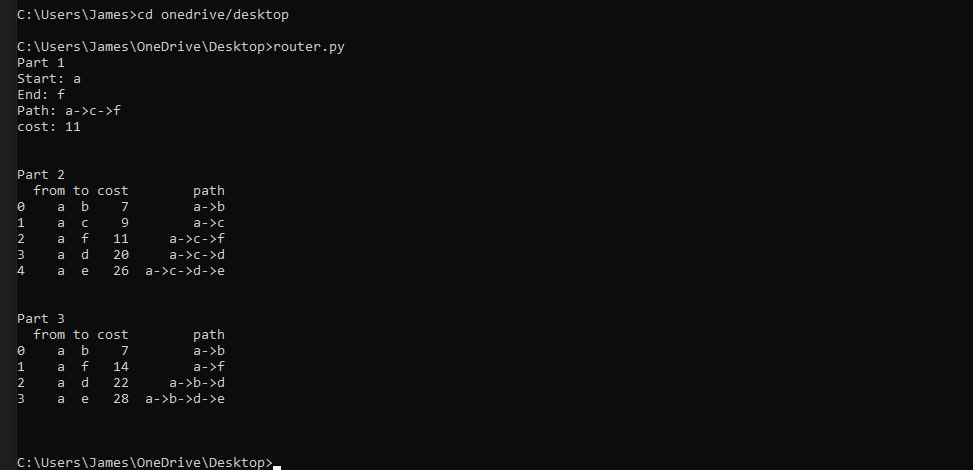 C:\Users\James>cd onedrive/desktop
C:\Users\James\OneDrive\Desktop>router.py
Part 1
Start: a
End: f
Path: a->c->f
cost: 11
Part 2
  from to cost        path
0    a  b    7        a->b
1    a  c    9        a->c
2    a  f   11     a->c->f
3    a  d   20     a->c->d
4    a  e   26  a->c->d->e
Part 3
  from to cost        path
0    a  b    7        a->b
1    a  f   14        a->f
2    a  d   22     a->b->d
3    a  e   28  a->b->d->e
C:\Users\James\OneDrive\Desktop>